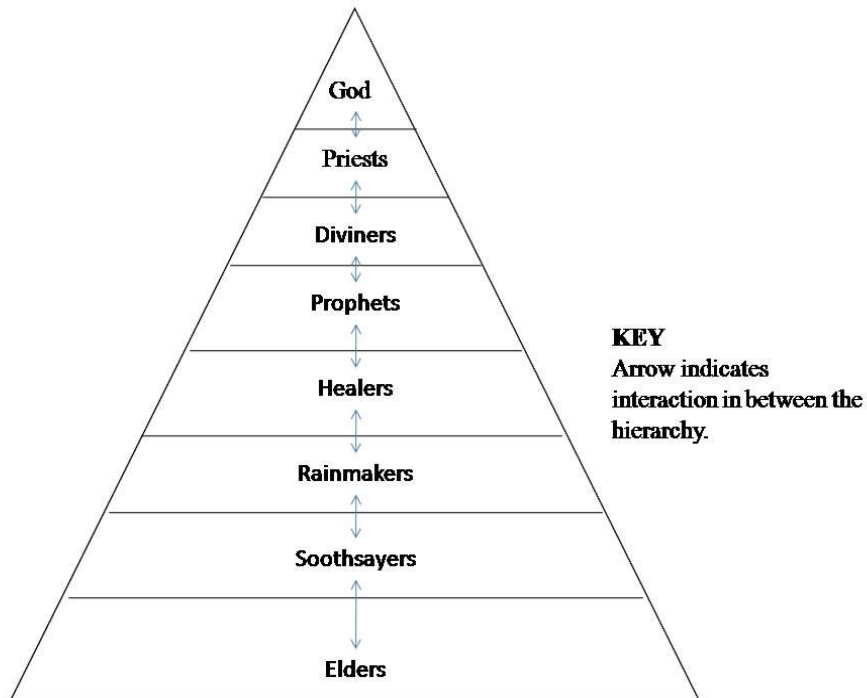 God
Priests
Diviners
Prophets
Healers
Rainmakers
Soothsayers
Elders
KEY
Arrow indicates
interaction in between the
hierarchy.